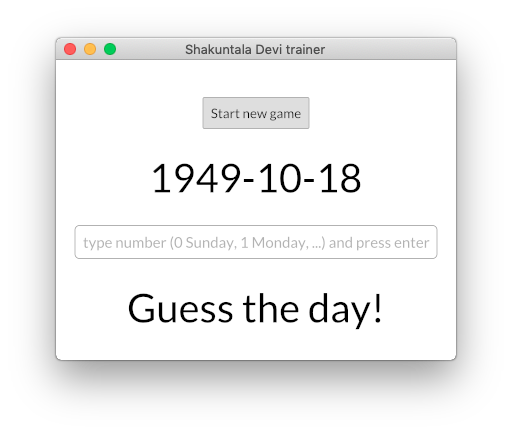 Shakuntala Devi trainer
Start new game
1949-10-18
type number (0 Sunday, 1 Monday, ...) and press enter
Guess the day!